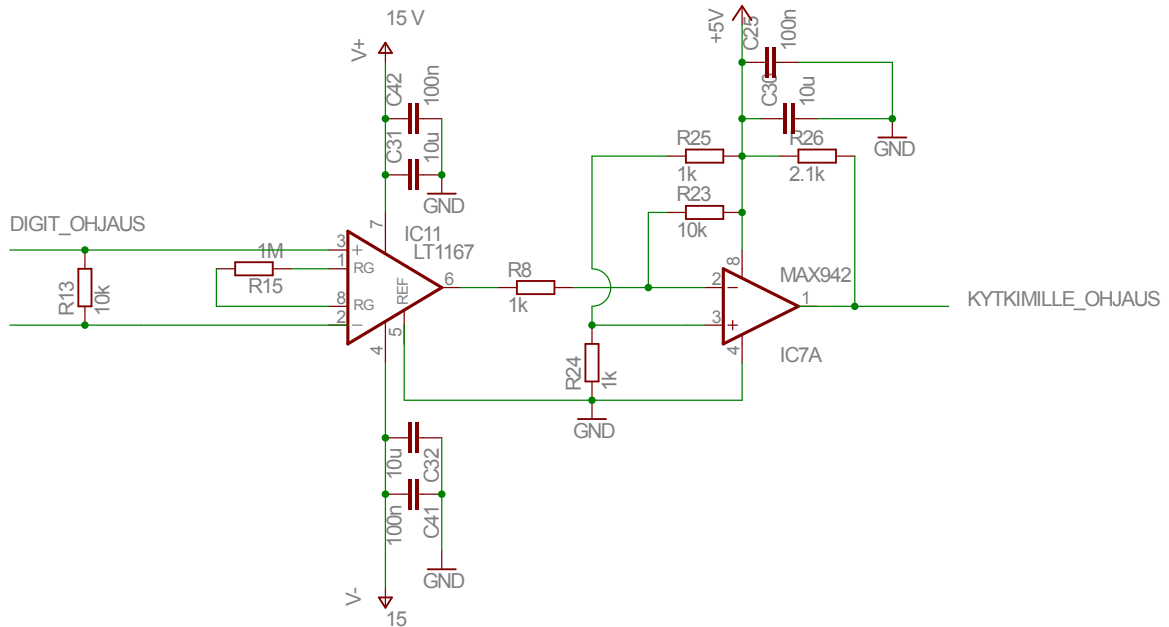 15 V
V+
C42
100n
C31
10u
GND
+5V
C25
100n
C30
10u
GND
R25
1k
R26
2.1k
R23
10k
DIGIT_OHJAUS
R13
10k
1M
R15
3
+
1
RG
8
RG
2
−
7
IC11
LT1167
REF
6
5
4
R8
1k
2
−
3
+
8
MAX942
1
4
IC7A
KYTKIMILLE_OHJAUS
R24
1k
GND
10u
C32
100n
C41
GND
V-
15